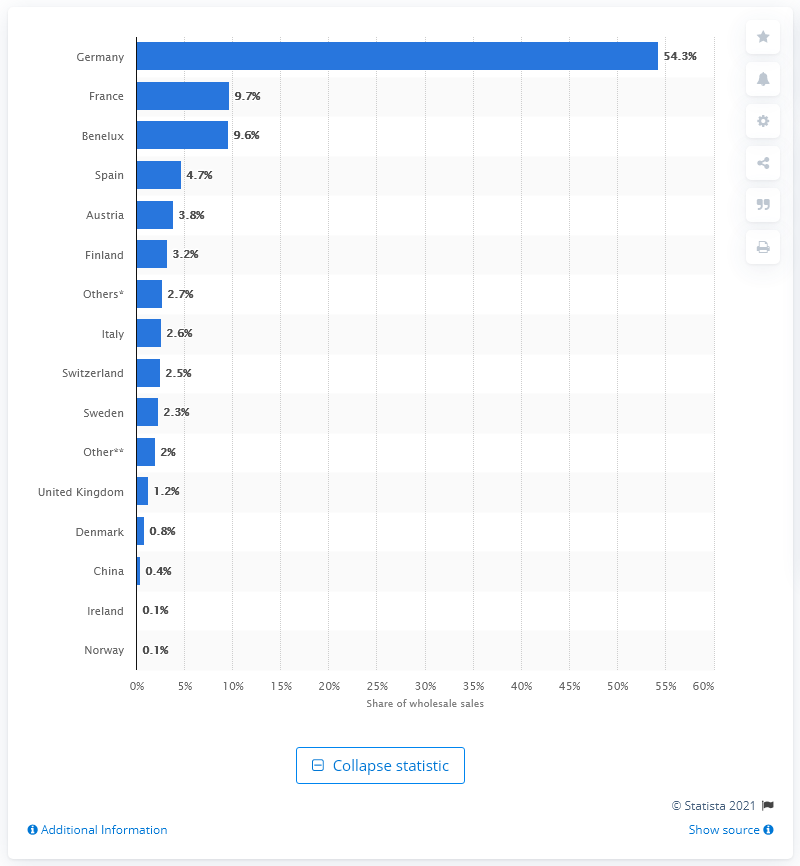 Germany 54.3%
France 9.7%
Benelux 9.6%
Spain 4.7%
Austria 3.8%
Finland 3.2%
Others* 2.7%
Italy 2.6%
Switzerland 2.5%
Sweden 2.3%
Other** 2%
United Kingdom 1.2%
Denmark 0.8%
China 0.4%
Ireland 0.1%
Norway 0.1%
0% 5% 10% 15% 20% 25% 30% 35% 40% 45% 50% 55% 60%
Share of wholesale sales
Collapse statistic
© Statista 2021
Additional Information Show source